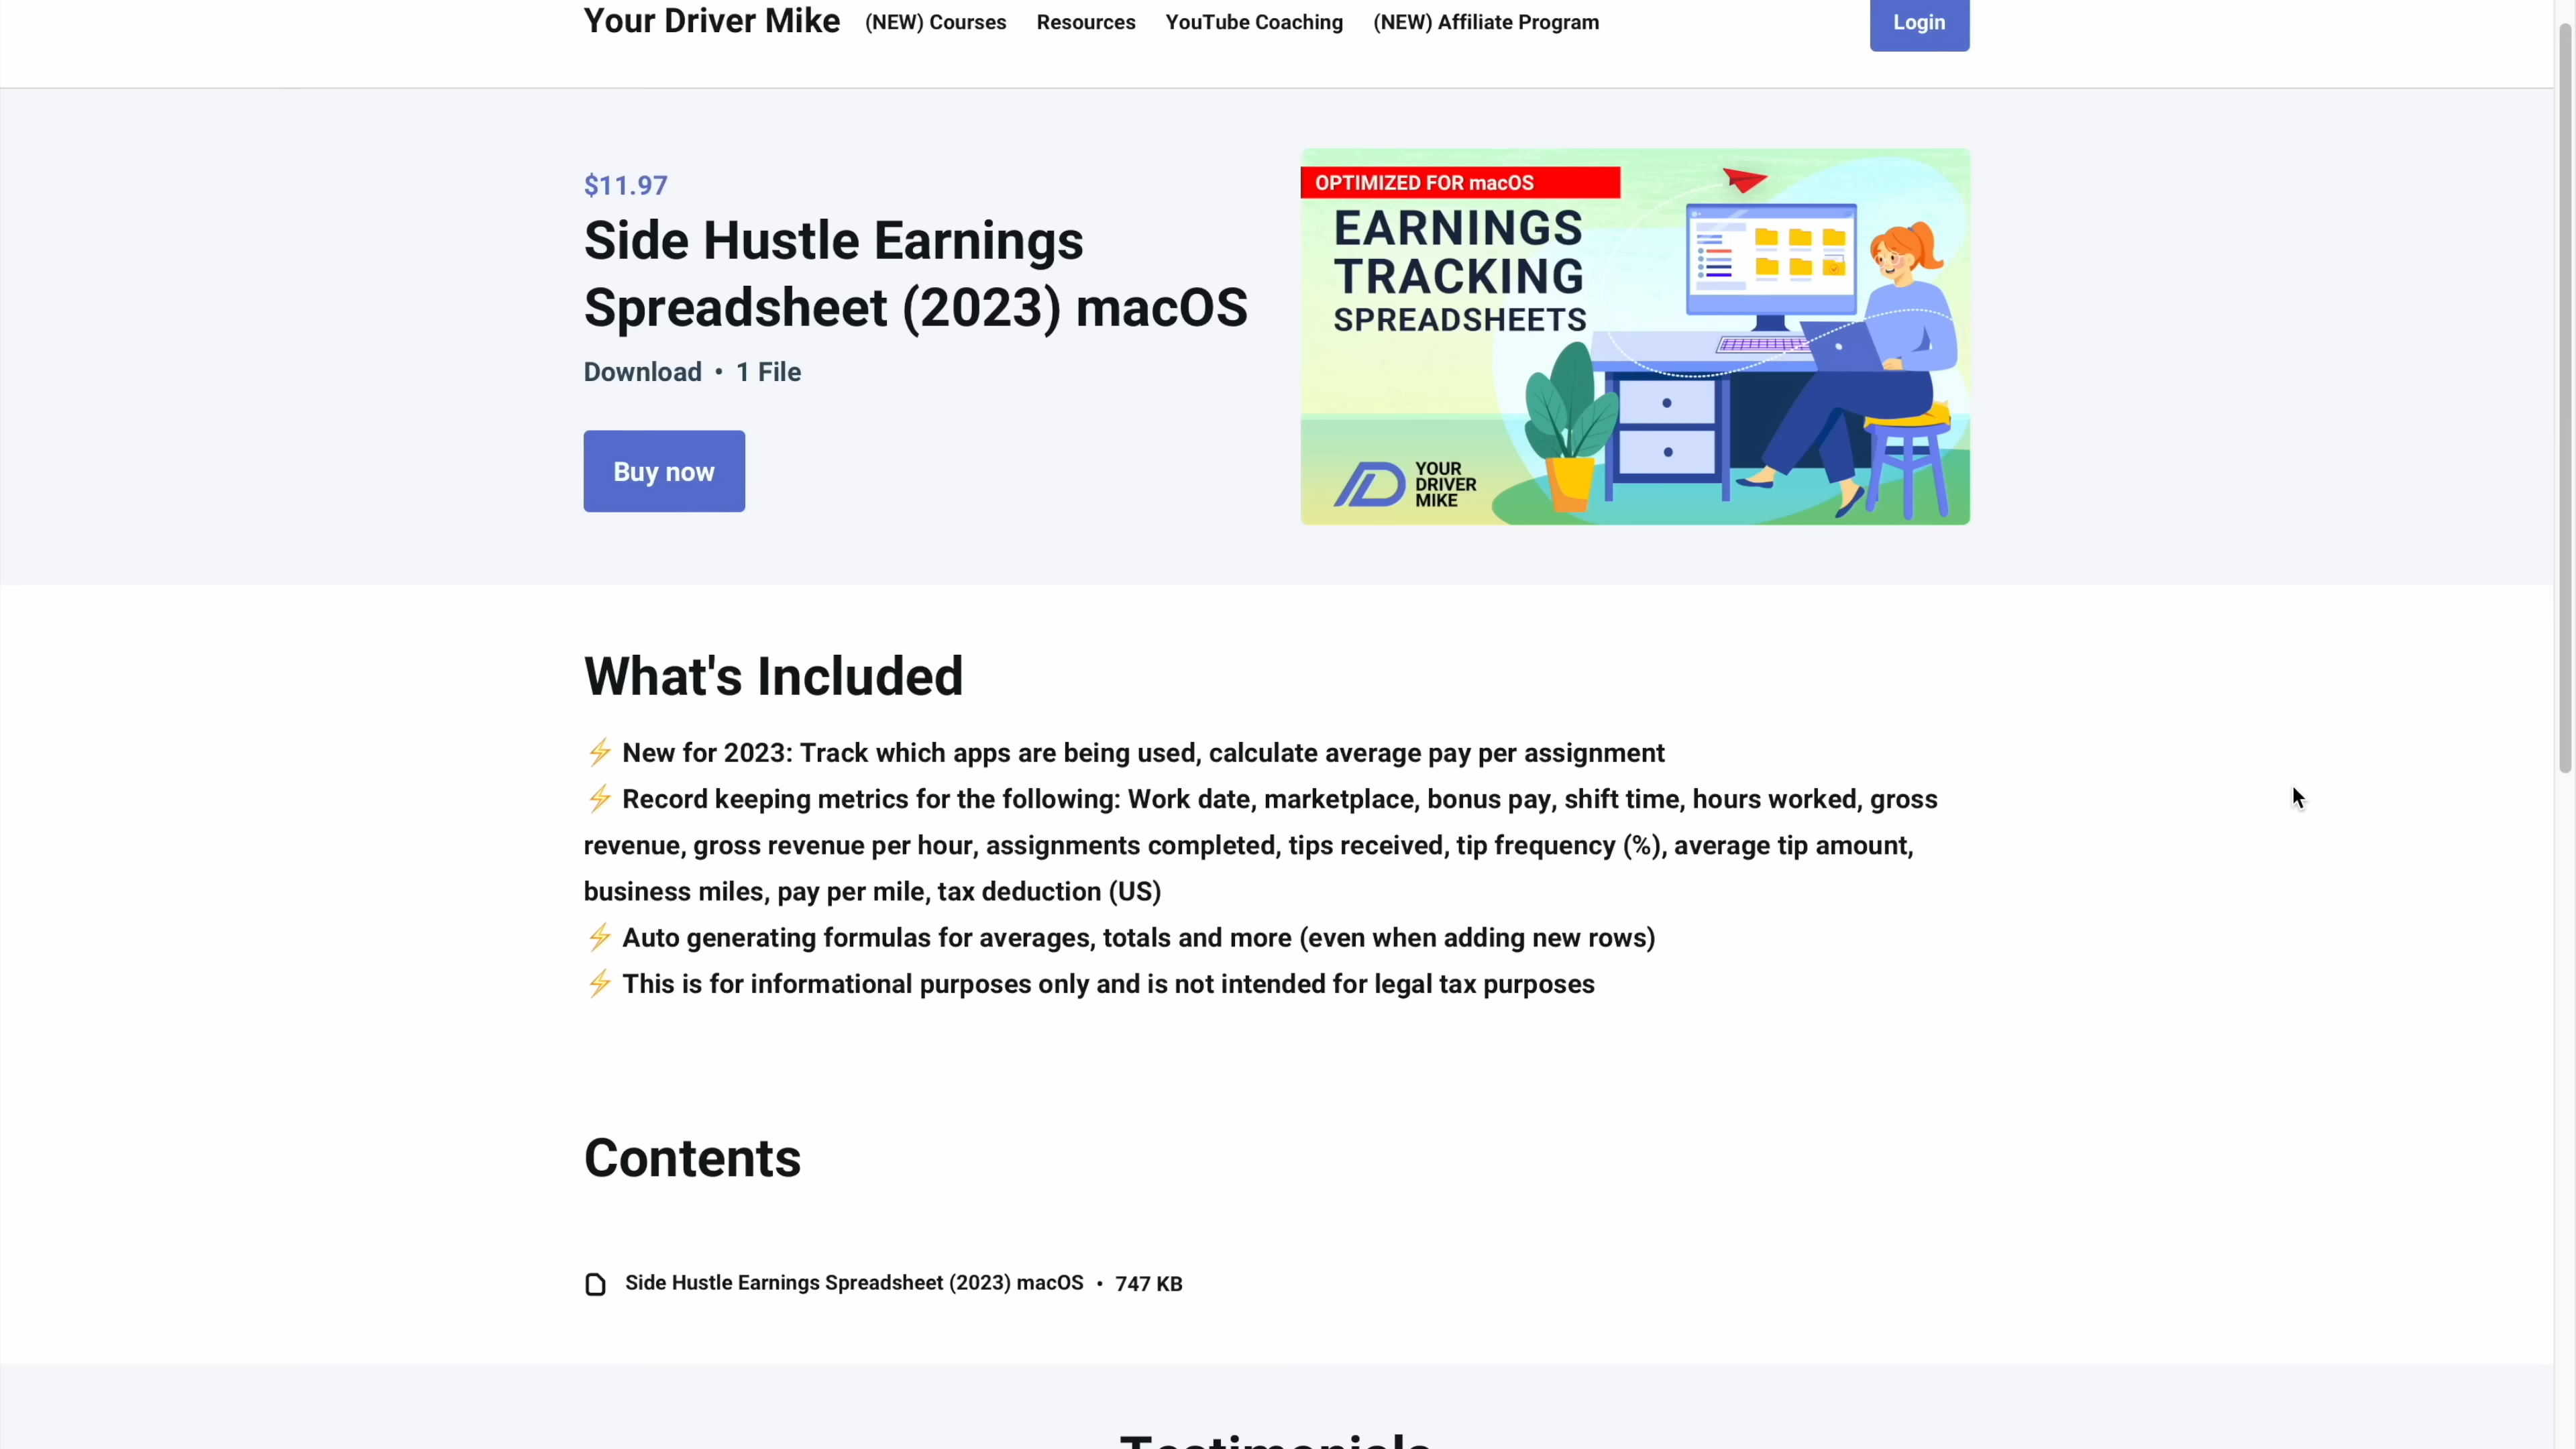 Your Driver Mike (NEW) Courses Resources YouTube Coaching (NEW) Affiliate Program Login
$11.97
Side Hustle Earnings
Spreadsheet (2023) macOS
Download • 1 File
Buy now
OPTIMIZED FOR macOS
EARNINGS
TRACKING
SPREADSHEETS
YOUR
DRIVER
MIKE
What's Included
⚡ New for 2023: Track which apps are being used, calculate average pay per assignment
⚡ Record keeping metrics for the following: Work date, marketplace, bonus pay, shift time, hours worked, gross
revenue, gross revenue per hour, assignments completed, tips received, tip frequency (%), average tip amount,
business miles, pay per mile, tax deduction (US)
⚡ Auto generating formulas for averages, totals and more (even when adding new rows)
⚡ This is for informational purposes only and is not intended for legal tax purposes
Contents
Side Hustle Earnings Spreadsheet (2023) macOS • 747 KB
Testimonials